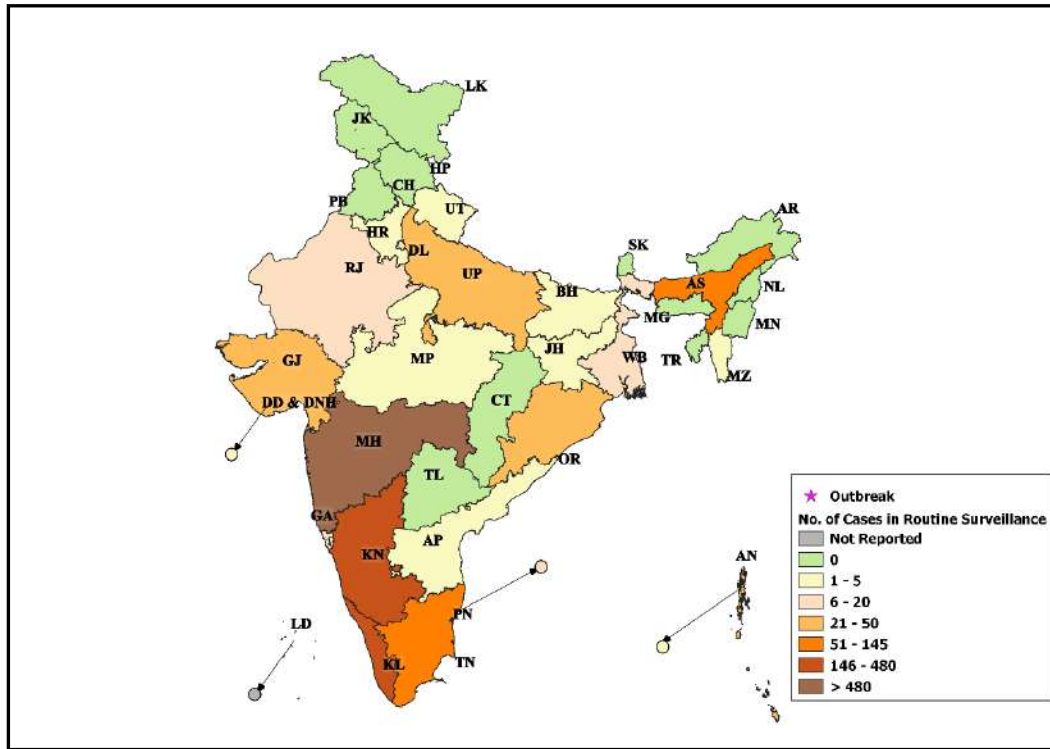 LK
JK
HP
CH
PB
UT
HR
DL
AR
SK
RJ
UP
AS
NL
BH
MG
MN
GJ
MP
JH
WB
TR
MZ
DD & DNH
CT
MH
OR
TL
GA
AP
KN
AN
PN
LD
KL
TN
Outbreak
No. of Cases in Routine Surveillance
Not Reported
0
1 - 5
6 - 20
21 - 50
51 - 145
146 - 480
> 480